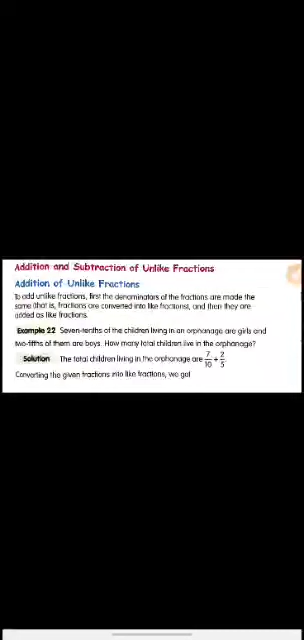 Addition and Subtraction of Unlike Fractions
Addition of Unlike Fractions
To add unlike fractions, first the denominators of the fractions are made the
same (that is, fractions are converted into like fractions), and then they are
added as like fractions.
Example 22 Seven-tenths of the children living in an orphanage are girls and
two-fifths of them are boys. How many total children live in the orphanage?
Solution The total children living in the orphanage are 7/10 + 2/5
Converting the given fractions into like fractions, we get